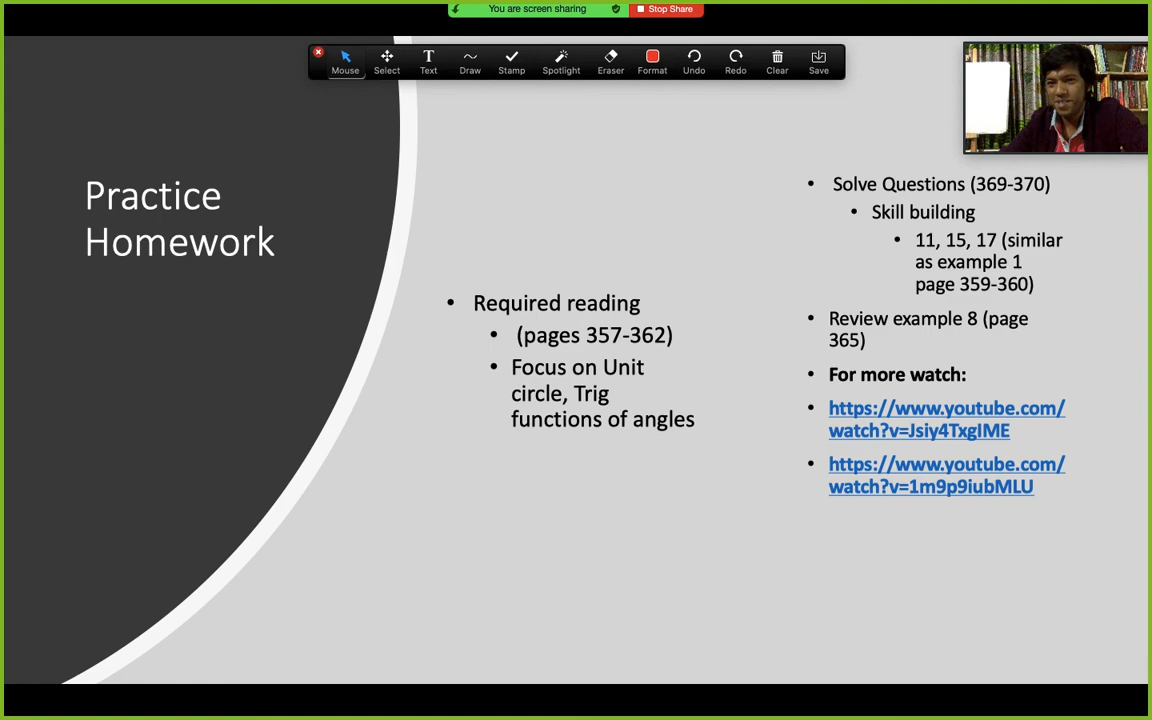 You are screen sharing
Stop Share
Mouse
Select
Text
Draw
Stamp
Spotlight
Eraser
Format
Undo
Redo
Clear
Save
Practice
Homework
• Required reading
• (pages 357-362)
• Focus on Unit
circle, Trig
functions of angles
• Solve Questions (369-370)
• Skill building
• 11, 15, 17 (similar
as example 1
page 359-360)
• Review example 8 (page
365)
• For more watch:
• https://www.youtube.com/
watch?v=Jsiy4TxgIME
• https://www.youtube.com/
watch?v=1m9p9iubMLU